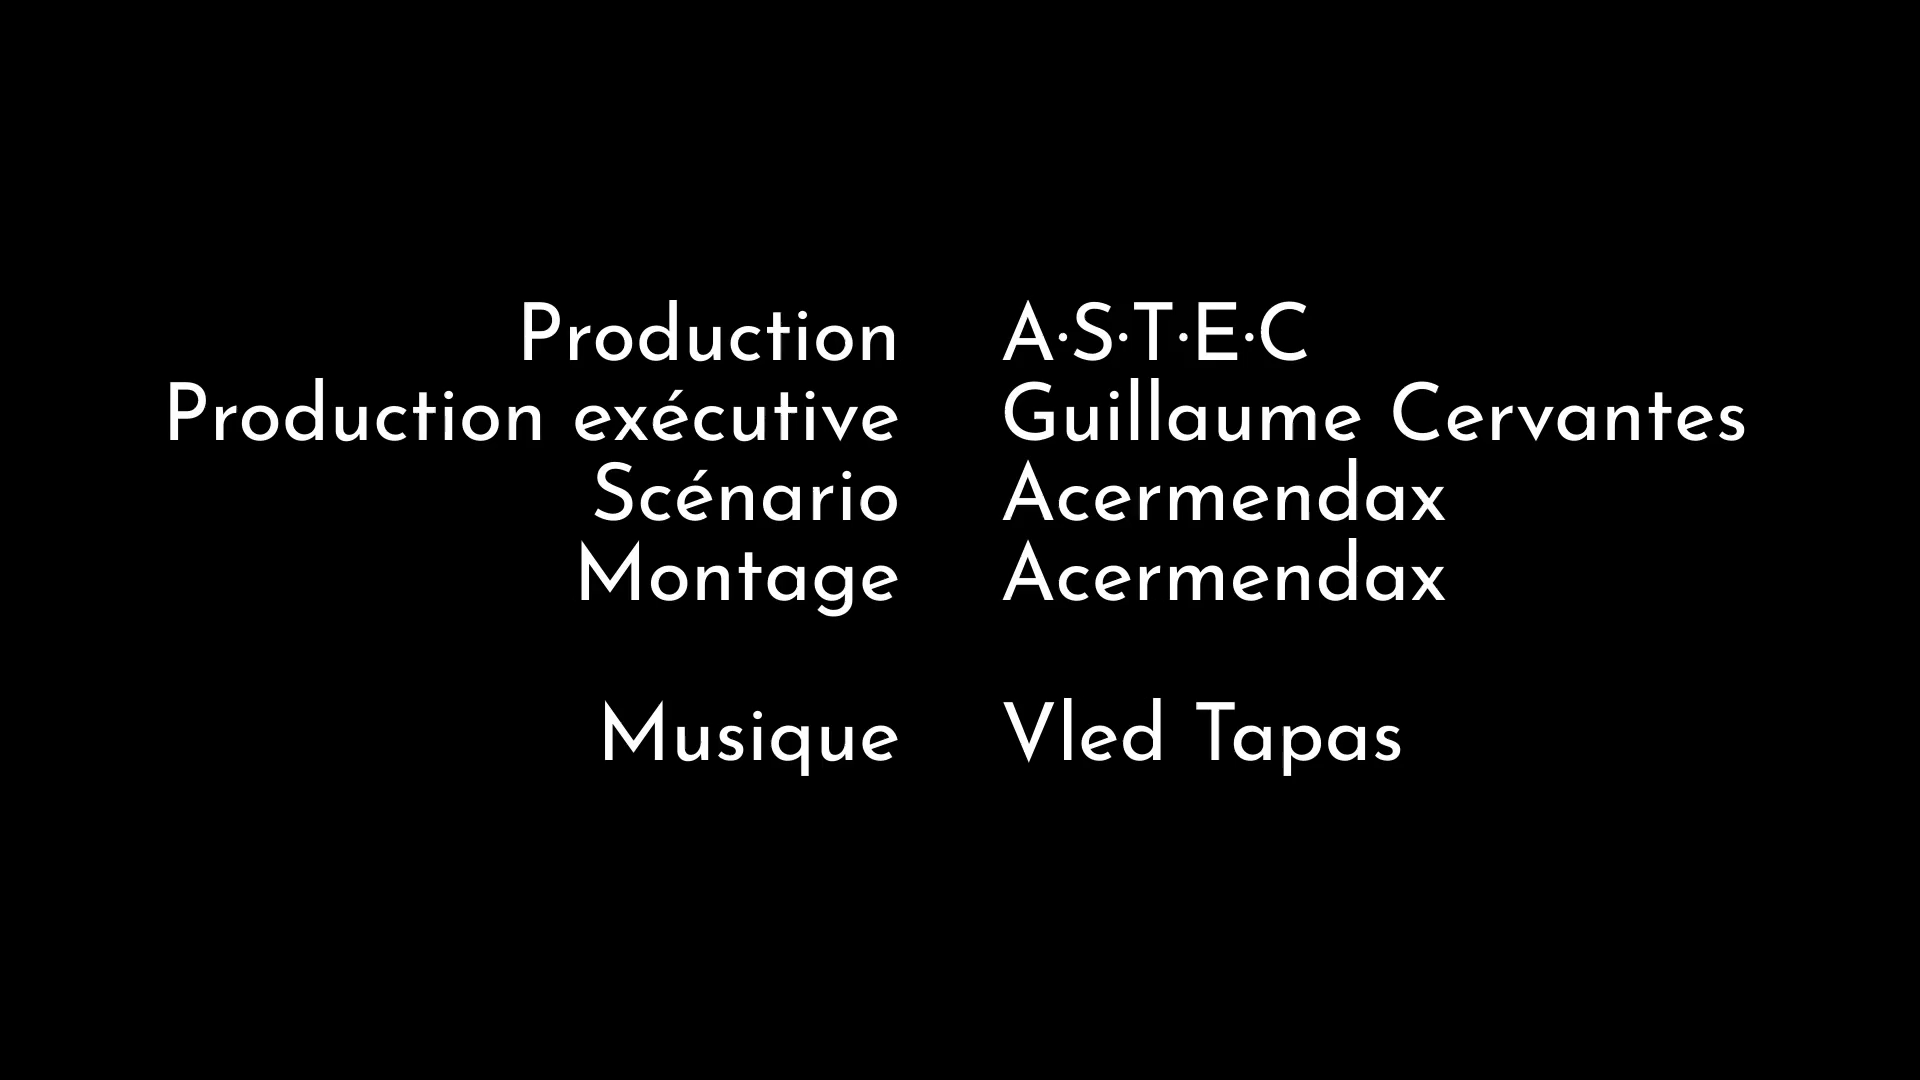 Production A·S·T·E·C
Production exécutive Guillaume Cervantes
Scénario Acermendax
Montage Acermendax
Musique Vled Tapas